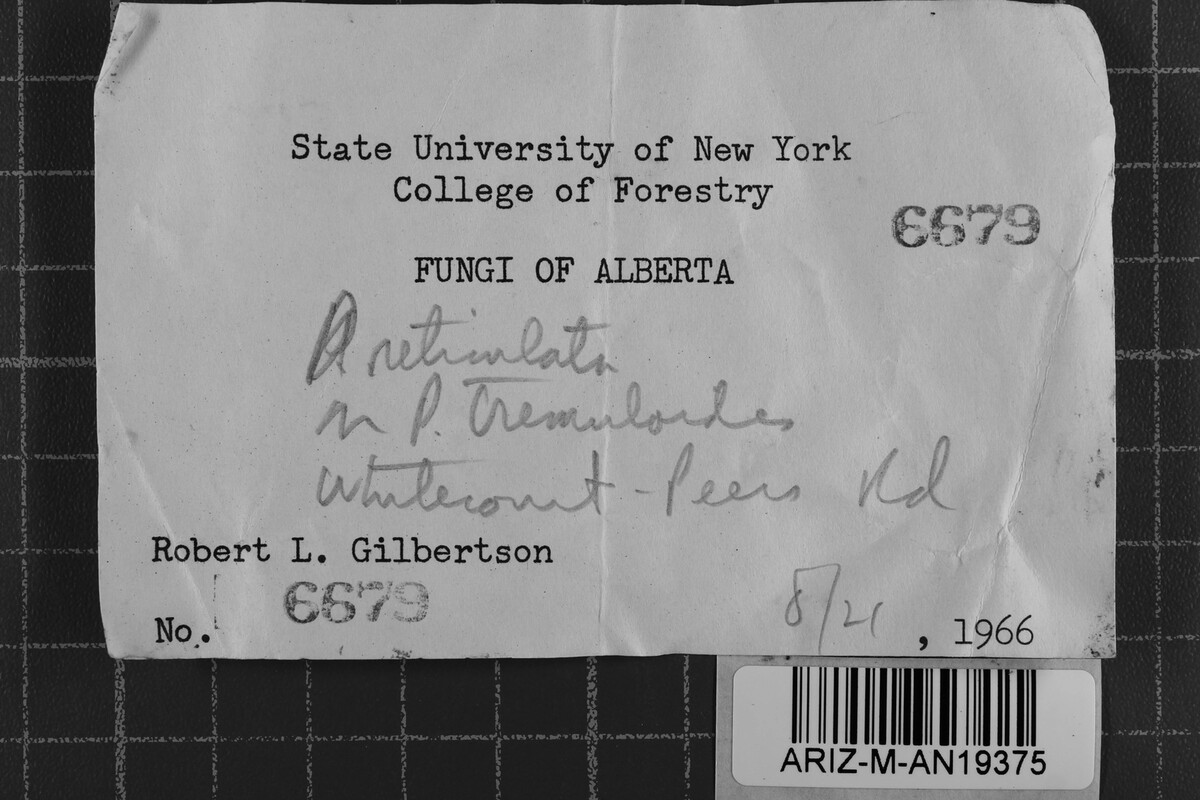 State University of New York
College of Forestry
6679
FUNGI OF ALBERTA
P. reticulata
on P. tremuloides
Whitecourt - Peers Rd
Robert L. Gilbertson
No. 6679
8/21, 1966
ARIZ-M-AN19375